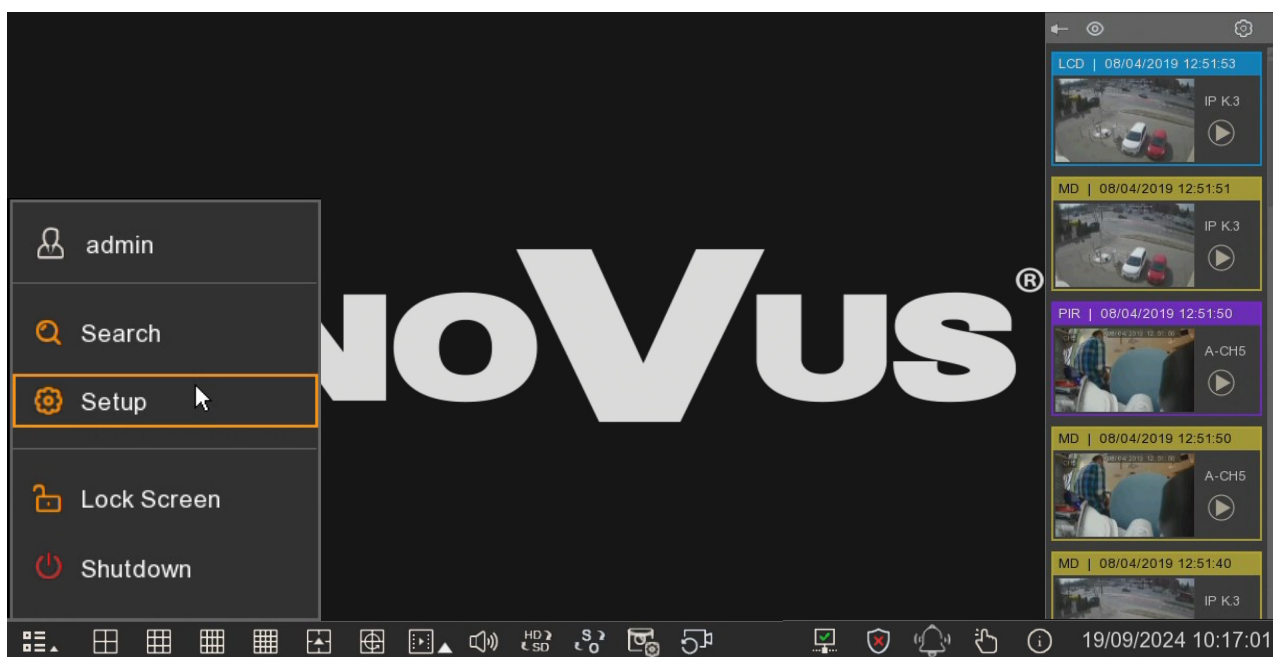 admin
Search
Setup
Lock Screen
Shutdown
NOVUS®
LCD | 08/04/2019 12:51:53
IP K.3
MD | 08/04/2019 12:51:51
IP K.3
PIR | 08/04/2019 12:51:50
A-CH5
MD | 08/04/2019 12:51:50
A-CH5
MD | 08/04/2019 12:51:40
IP K.3
HD
SD
S
O
19/09/2024 10:17:01